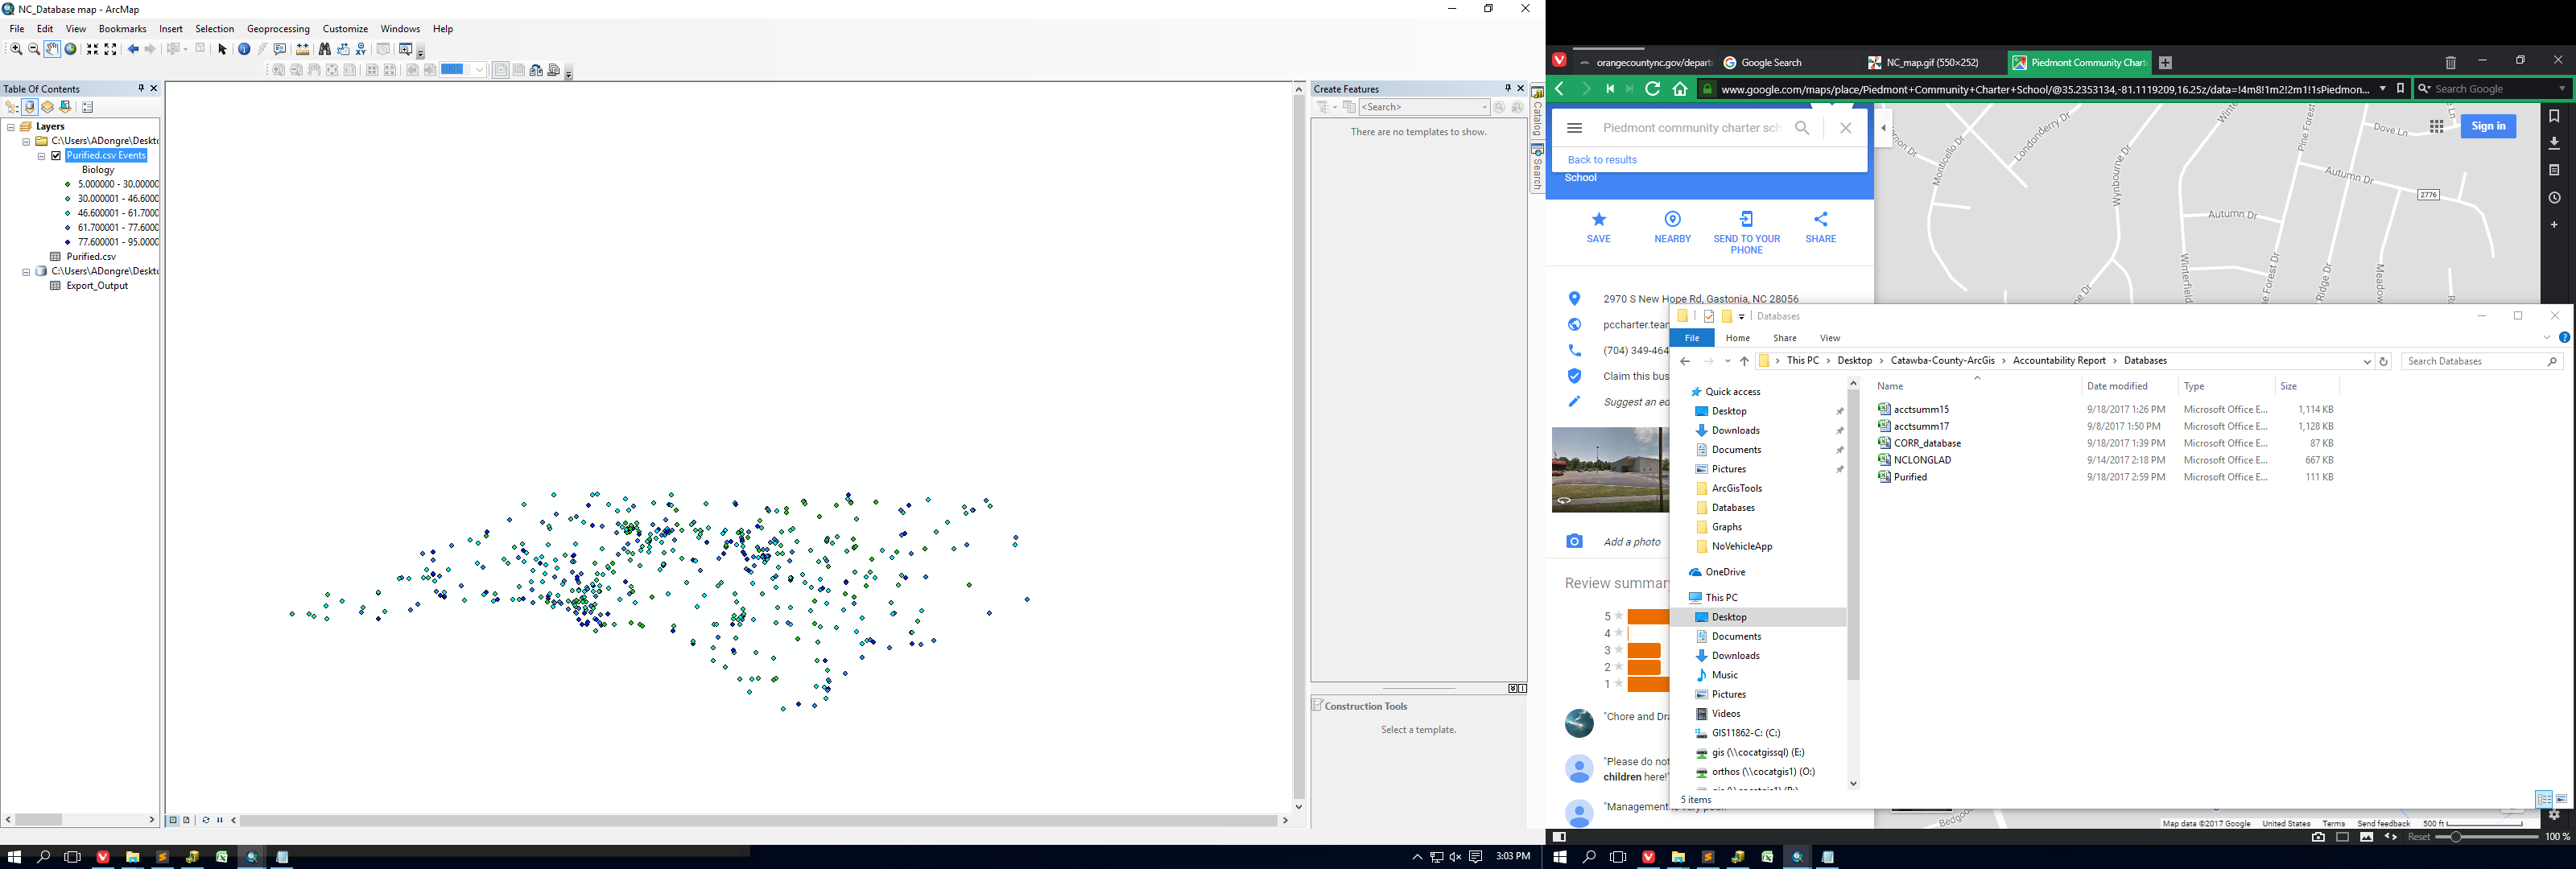 NC_Database map - ArcMap
File Edit View Bookmarks Insert Selection Geoprocessing Customize Windows Help
100%
Table Of Contents
Layers
C:\Users\ADongre\Deskto
Purified.csv Events
Biology
5.000000 - 30.0000
30.000001 - 46.600
46.600001 - 61.700
61.700001 - 77.600
77.600001 - 95.000
Purified.csv
C:\Users\ADongre\Deskto
Export_Output
Create Features
<Search>
There are no templates to show.
Construction Tools
Select a template.
Catalog
Search
3:03 PM
orangecountync.gov/depart
Google Search
NC_map.gif (550×252)
Piedmont Community Chart
www.google.com/maps/place/Piedmont+Community+Charter+School/@35.2353134,-81.1119209,16.25z/data=!4m8!1m2!2m1!1sPiedmon...
Search Google
Piedmont community charter sch
Back to results
School
SAVE
NEARBY
SEND TO YOUR PHONE
SHARE
2970 S New Hope Rd, Gastonia, NC 28056
pccharter.team
(704) 349-464
Claim this bus
Suggest an ed
Add a photo
Review summary
5
4
3
2
1
"Chore and Dra
"Please do not
children here!"
"Management is very poor
Sign in
Monticello Dr
Londonderry Dr
Wynbourne Dr
Winterfield
Pine Forest
Dove Ln
Autumn Dr
2776
Autumn Dr
e Forest Dr
Ridge Dr
Meadow
Map data ©2017 Google United States Terms Send feedback 500 ft
Reset
100 %
Databases
File Home Share View
This PC > Desktop > Catawba-County-ArcGis > Accountability Report > Databases
Search Databases
Quick access
Desktop
Downloads
Documents
Pictures
ArcGisTools
Databases
Graphs
NoVehicleApp
OneDrive
This PC
Desktop
Documents
Downloads
Music
Pictures
Videos
GIS11862-C: (C:)
gis (\\cocatgissql) (E:)
orthos (\\cocatgis1) (O:)
Name Date modified Type Size
acctsumm15 9/18/2017 1:26 PM Microsoft Office E... 1,114 KB
acctsumm17 9/8/2017 1:50 PM Microsoft Office E... 1,128 KB
CORR_database 9/18/2017 1:39 PM Microsoft Office E... 87 KB
NCLONGLAD 9/14/2017 2:18 PM Microsoft Office E... 667 KB
Purified 9/18/2017 2:59 PM Microsoft Office E... 111 KB
5 items